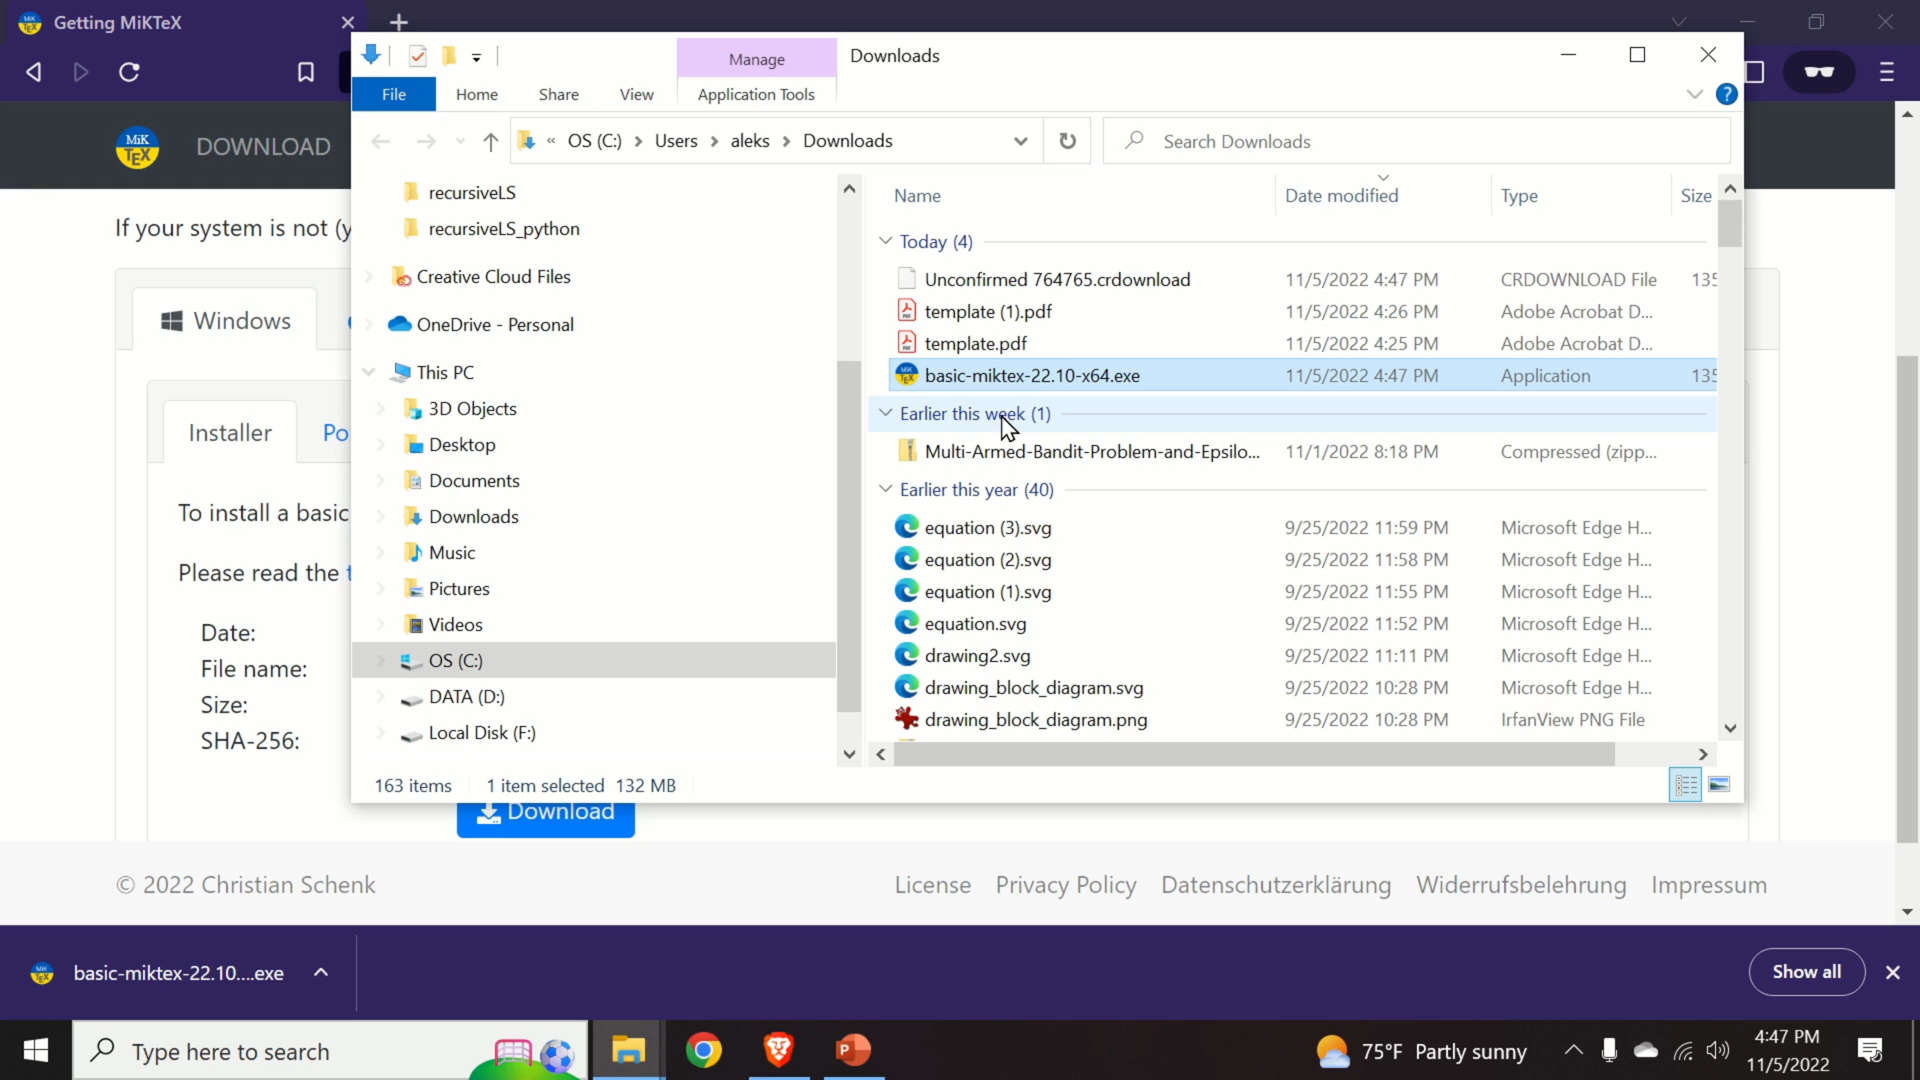 Getting MiKTeX
Manage
Downloads
File
Home
Share
View
Application Tools
?
MiK
TEX
DOWNLOAD
« OS (C:) > Users > aleks > Downloads
Search Downloads
If your system is not (y
Windows
Installer
Po
To install a basic
Please read the t
Date:
File name:
Size:
SHA-256:
recursiveLS
recursiveLS_python
Creative Cloud Files
OneDrive - Personal
This PC
3D Objects
Desktop
Documents
Downloads
Music
Pictures
Videos
OS (C:)
DATA (D:)
Local Disk (F:)
Name
Date modified
Type
Size
Today (4)
Unconfirmed 764765.crdownload 11/5/2022 4:47 PM CRDOWNLOAD File 135
template (1).pdf 11/5/2022 4:26 PM Adobe Acrobat D...
template.pdf 11/5/2022 4:25 PM Adobe Acrobat D...
basic-miktex-22.10-x64.exe 11/5/2022 4:47 PM Application 135
Earlier this week (1)
Multi-Armed-Bandit-Problem-and-Epsilo... 11/1/2022 8:18 PM Compressed (zipp...
Earlier this year (40)
equation (3).svg 9/25/2022 11:59 PM Microsoft Edge H...
equation (2).svg 9/25/2022 11:58 PM Microsoft Edge H...
equation (1).svg 9/25/2022 11:55 PM Microsoft Edge H...
equation.svg 9/25/2022 11:52 PM Microsoft Edge H...
drawing2.svg 9/25/2022 11:11 PM Microsoft Edge H...
drawing_block_diagram.svg 9/25/2022 10:28 PM Microsoft Edge H...
drawing_block_diagram.png 9/25/2022 10:28 PM IrfanView PNG File
163 items 1 item selected 132 MB
Download
© 2022 Christian Schenk
License Privacy Policy Datenschutzerklärung Widerrufsbelehrung Impressum
basic-miktex-22.10....exe
Show all
Type here to search
75°F Partly sunny
4:47 PM
11/5/2022